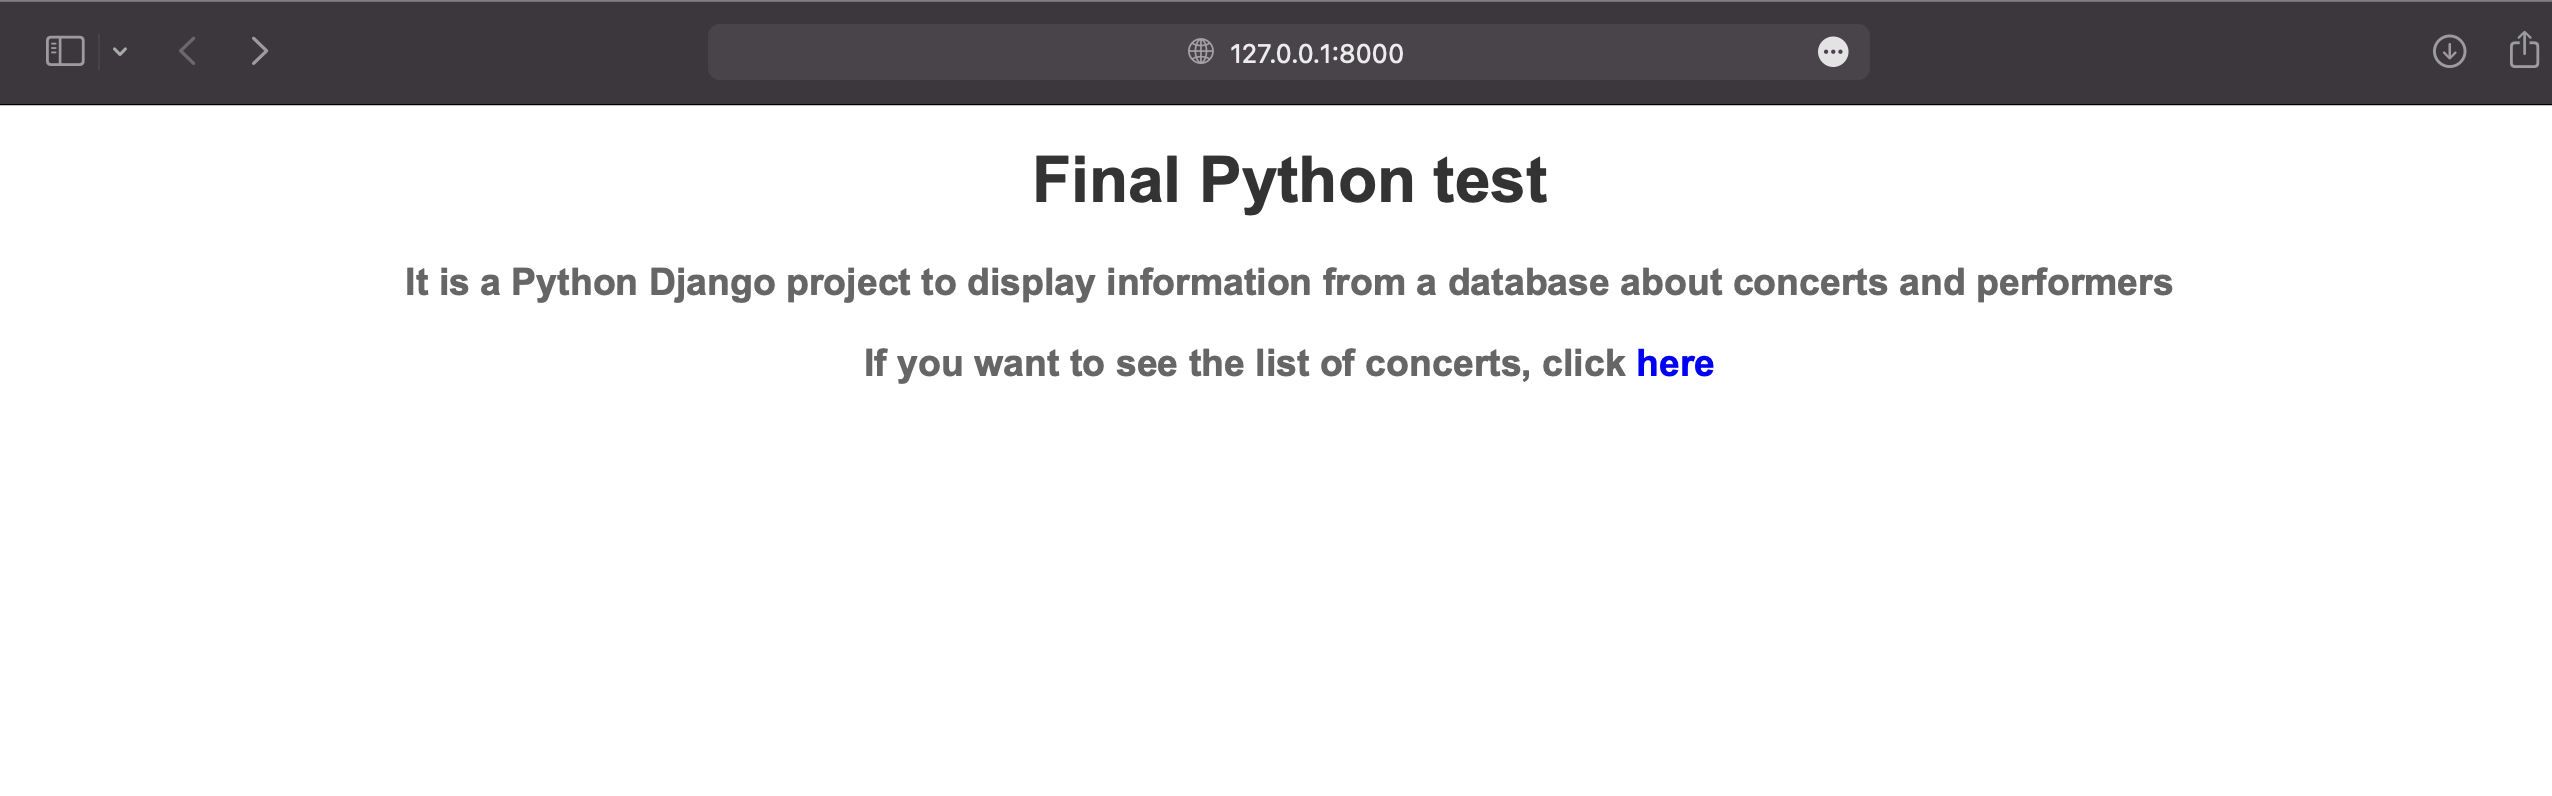 127.0.0.1:8000
Final Python test
It is a Python Django project to display information from a database about concerts and performers
If you want to see the list of concerts, click here